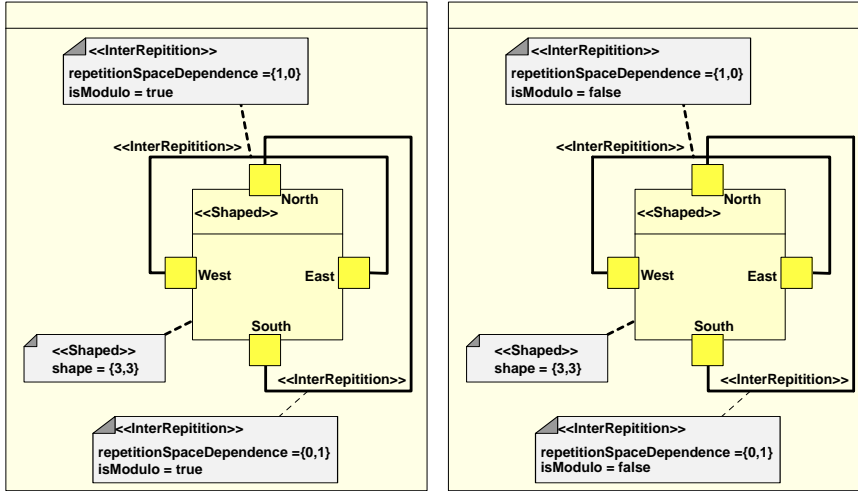 <<InterRepitition>>
repetitionSpaceDependence ={1,0}
isModulo = true
<<InterRepitition>>
North
<<Shaped>>
West
East
South
<<Shaped>>
shape = {3,3}
<<InterRepitition>>
<<InterRepitition>>
repetitionSpaceDependence ={0,1}
isModulo = true
<<InterRepitition>>
repetitionSpaceDependence ={1,0}
isModulo = false
<<InterRepitition>>
North
<<Shaped>>
West
East
South
<<Shaped>>
shape = {3,3}
<<InterRepitition>>
<<InterRepitition>>
repetitionSpaceDependence ={0,1}
isModulo = false